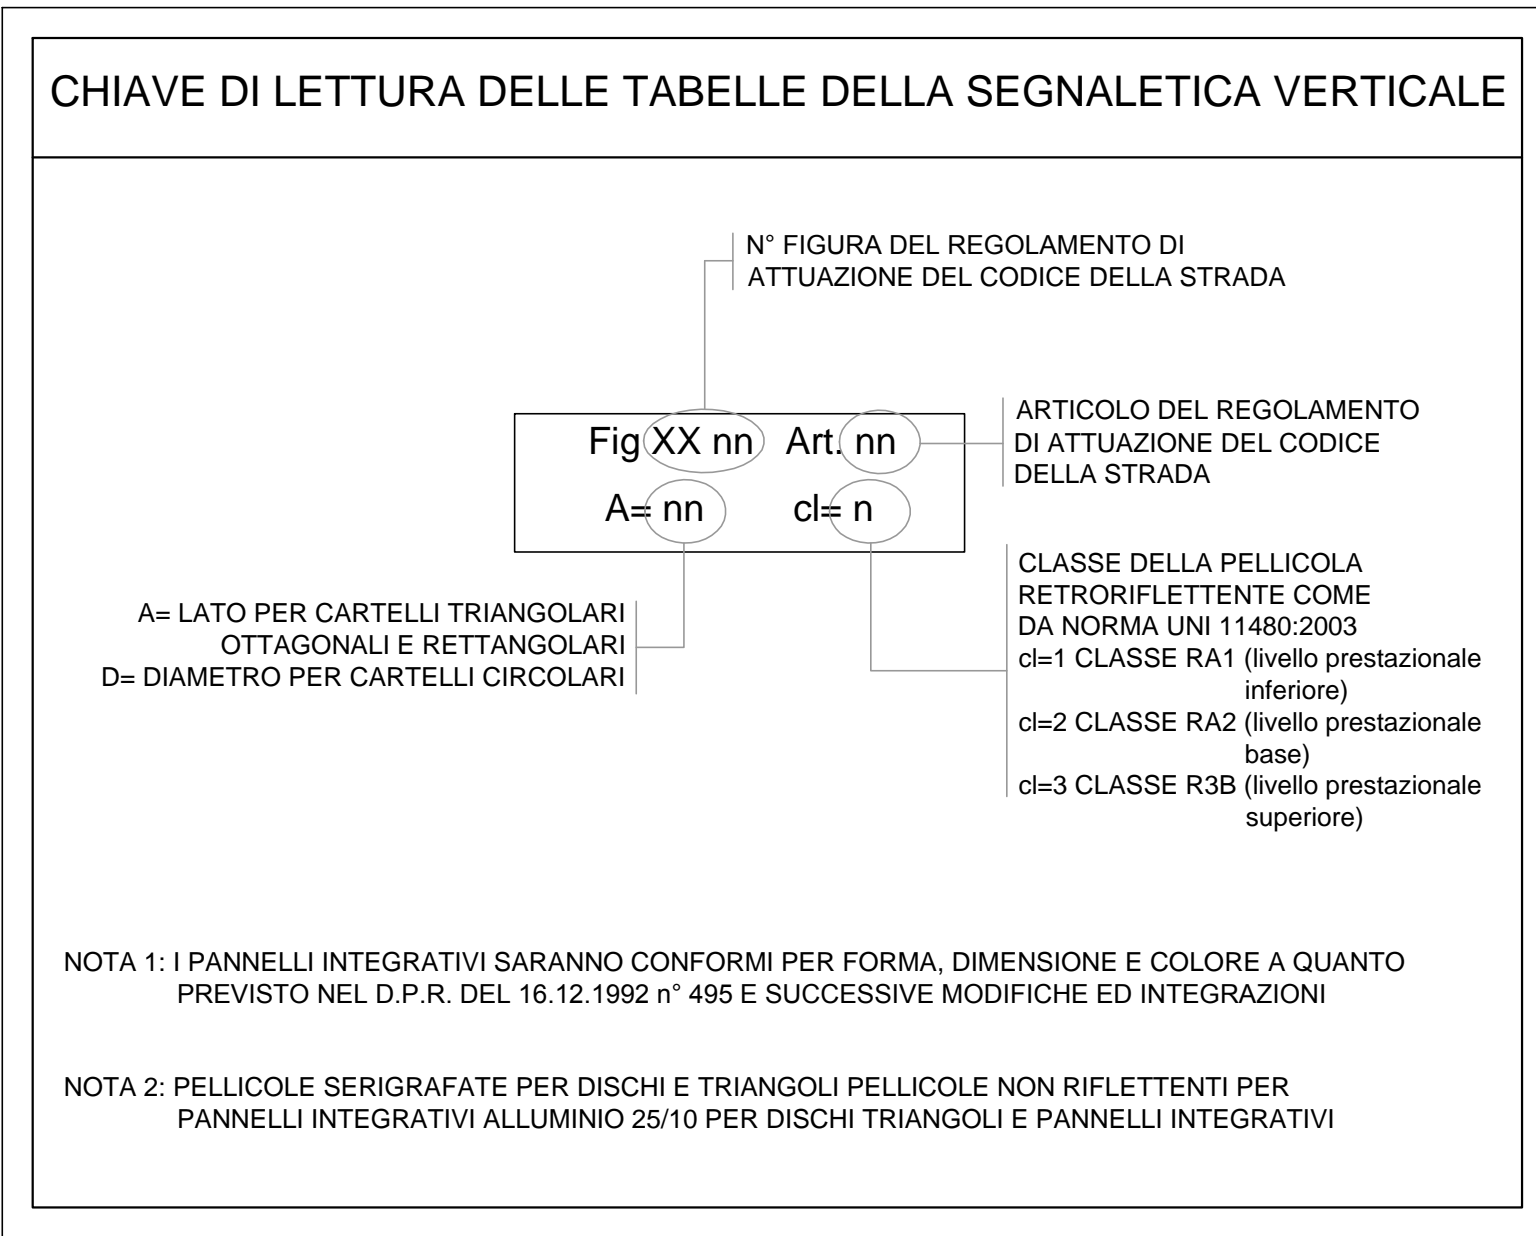 CHIAVE DI LETTURA DELLE TABELLE DELLA SEGNALETICA VERTICALE
N° FIGURA DEL REGOLAMENTO DI
ATTUAZIONE DEL CODICE DELLA STRADA
Fig XX nn Art. nn
A= nn cl= n
ARTICOLO DEL REGOLAMENTO
DI ATTUAZIONE DEL CODICE
DELLA STRADA
A= LATO PER CARTELLI TRIANGOLARI
OTTAGONALI E RETTANGOLARI
D= DIAMETRO PER CARTELLI CIRCOLARI
CLASSE DELLA PELLICOLA
RETRORIFLETTENTE COME
DA NORMA UNI 11480:2003
cl=1 CLASSE RA1 (livello prestazionale
inferiore)
cl=2 CLASSE RA2 (livello prestazionale
base)
cl=3 CLASSE R3B (livello prestazionale
superiore)
NOTA 1: I PANNELLI INTEGRATIVI SARANNO CONFORMI PER FORMA, DIMENSIONE E COLORE A QUANTO
PREVISTO NEL D.P.R. DEL 16.12.1992 n° 495 E SUCCESSIVE MODIFICHE ED INTEGRAZIONI
NOTA 2: PELLICOLE SERIGRAFATE PER DISCHI E TRIANGOLI PELLICOLE NON RIFLETTENTI PER
PANNELLI INTEGRATIVI ALLUMINIO 25/10 PER DISCHI TRIANGOLI E PANNELLI INTEGRATIVI